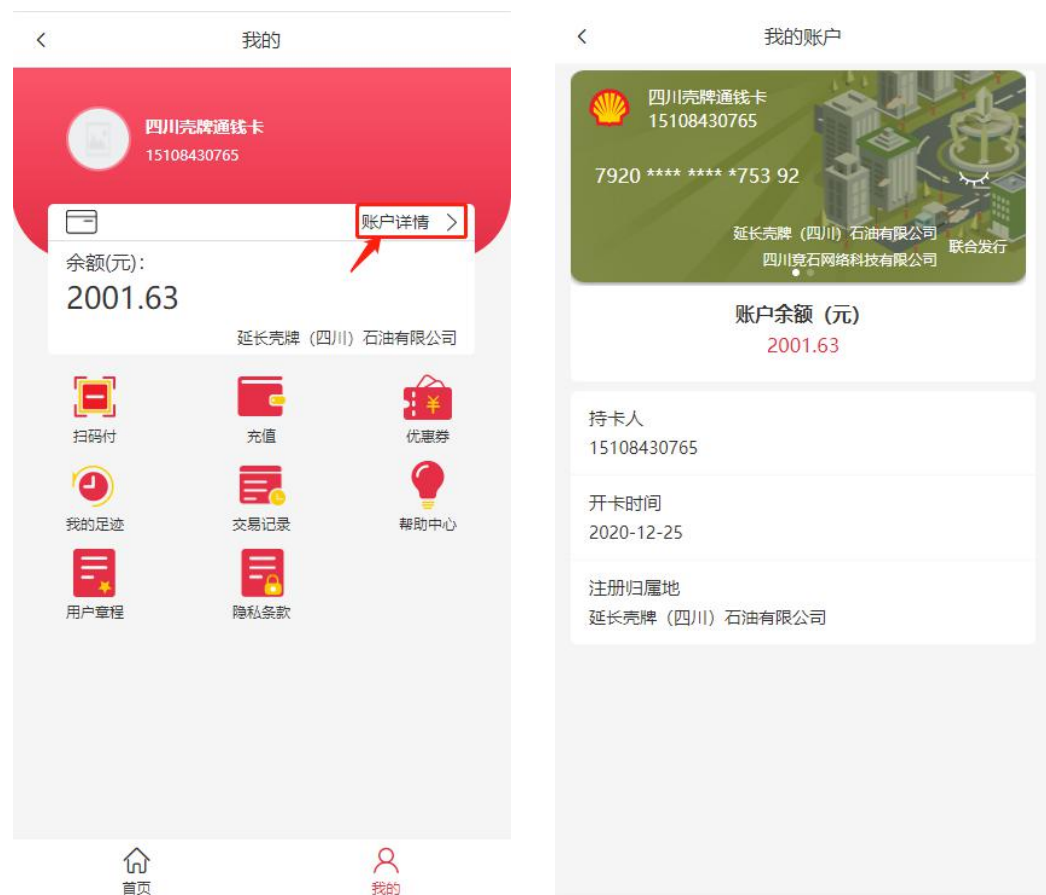 我的
四川壳牌通钱卡
15108430765
账户详情
余额(元):
2001.63
延长壳牌（四川）石油有限公司
扫码付
充值
优惠券
我的足迹
交易记录
帮助中心
用户章程
隐私条款
首页
我的
我的账户
四川壳牌通钱卡
15108430765
7920 **** **** *753 92
延长壳牌（四川）石油有限公司
四川竞石网络科技有限公司
联合发行
账户余额（元）
2001.63
持卡人
15108430765
开卡时间
2020-12-25
注册归属地
延长壳牌（四川）石油有限公司